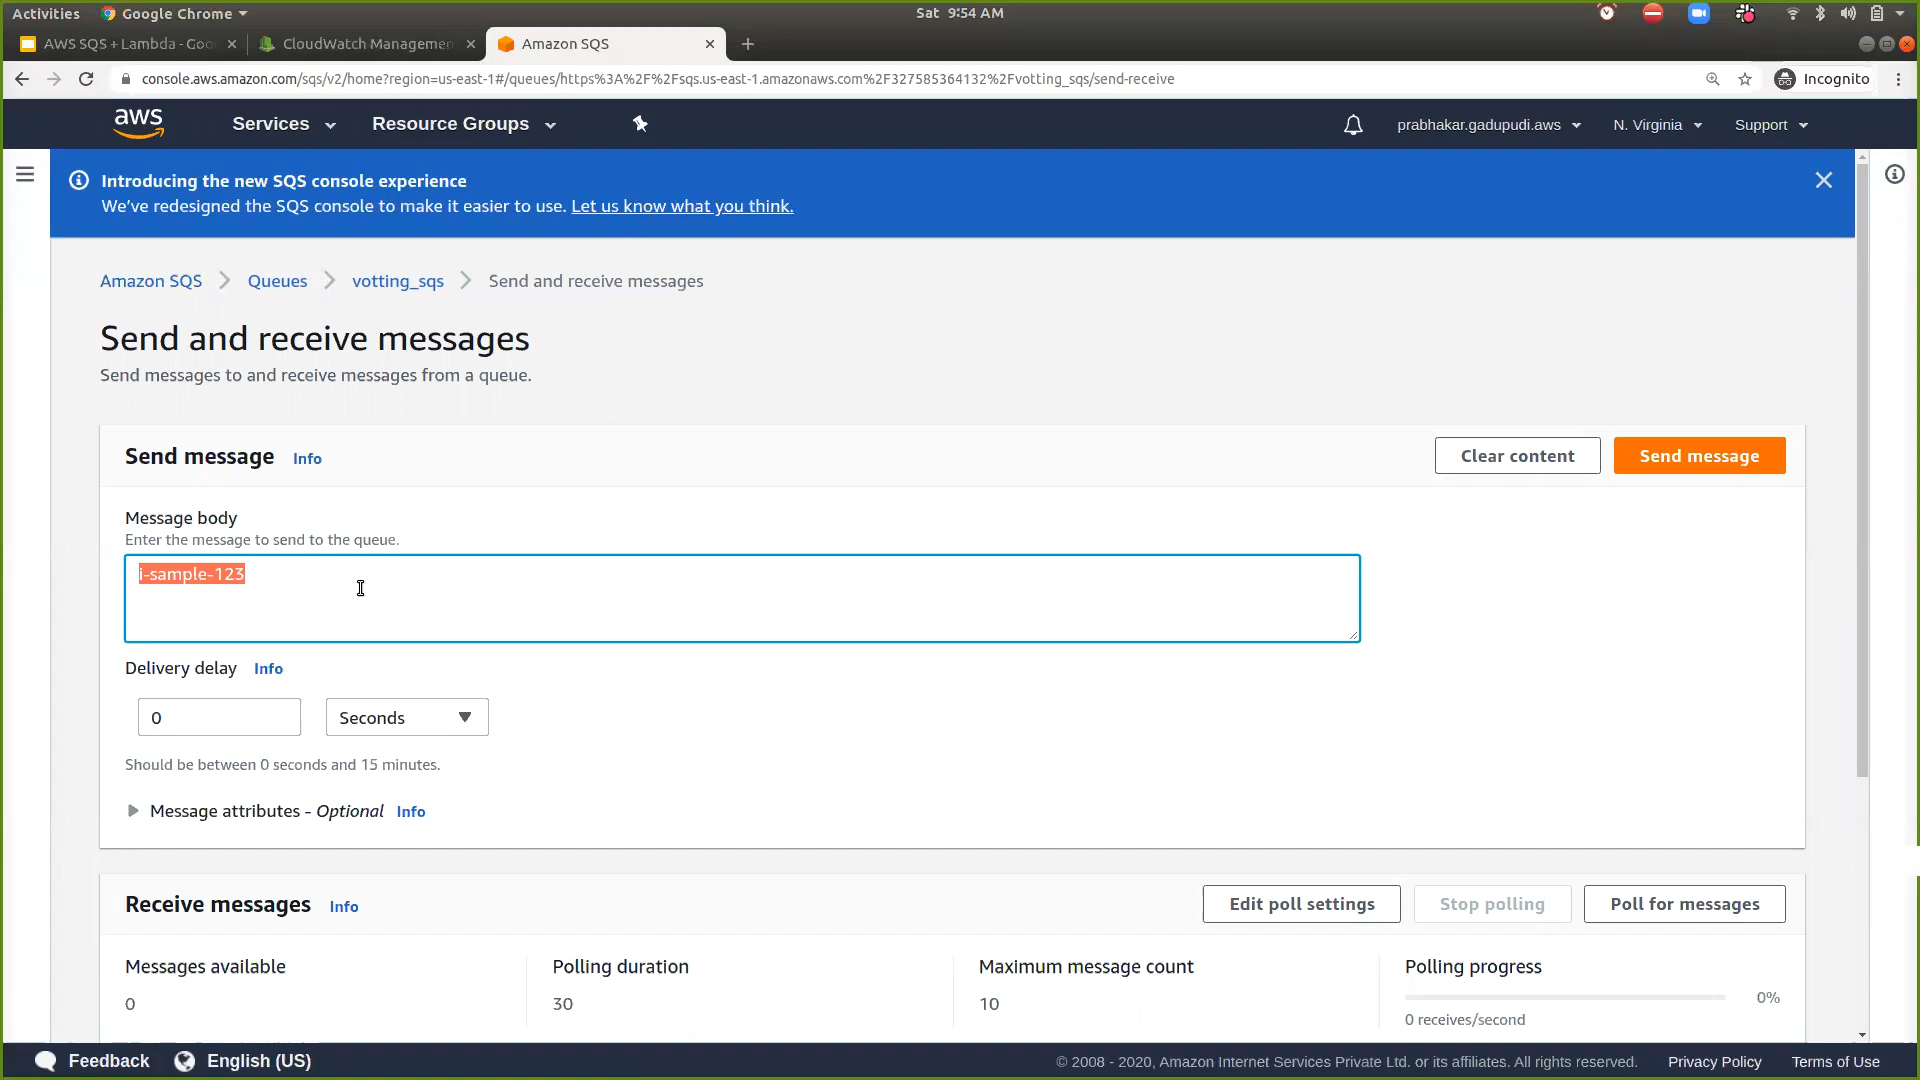 Activities
Google Chrome
Sat 9:54 AM
AWS SQS + Lambda - Goo
CloudWatch Managemen
Amazon SQS
console.aws.amazon.com/sqs/v2/home?region=us-east-1#/queues/https%3A%2F%2Fsqs.us-east-1.amazonaws.com%2F327585364132%2Fvotting_sqs/send-receive
Incognito
aws
Services
Resource Groups
prabhakar.gadupudi.aws
N. Virginia
Support
Introducing the new SQS console experience
We've redesigned the SQS console to make it easier to use. Let us know what you think.
Amazon SQS
Queues
votting_sqs
Send and receive messages
Send and receive messages
Send messages to and receive messages from a queue.
Send message
Info
Clear content
Send message
Message body
Enter the message to send to the queue.
i-sample-123
Delivery delay
Info
0
Seconds
Should be between 0 seconds and 15 minutes.
Message attributes - Optional
Info
Receive messages
Info
Edit poll settings
Stop polling
Poll for messages
Messages available
Polling duration
Maximum message count
Polling progress
0
30
10
0%
0 receives/second
Feedback
English (US)
© 2008 - 2020, Amazon Internet Services Private Ltd. or its affiliates. All rights reserved.
Privacy Policy
Terms of Use